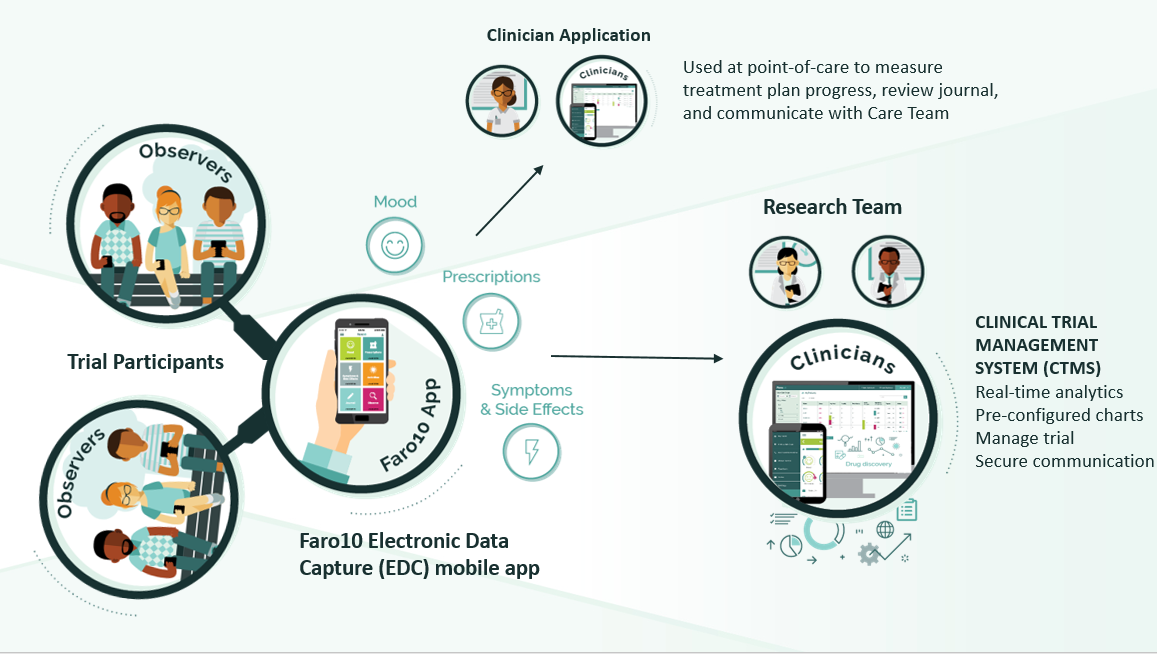 Clinician Application
Clinicians
Used at point-of-care to measure
treatment plan progress, review journal,
and communicate with Care Team
Observers
Mood
Prescriptions
Symptoms
& Side Effects
Trial Participants
Observers
Faro10 App
Faro10 Electronic Data
Capture (EDC) mobile app
Research Team
Clinicians
Drug discovery
CLINICAL TRIAL
MANAGEMENT
SYSTEM (CTMS)
Real-time analytics
Pre-configured charts
Manage trial
Secure communication